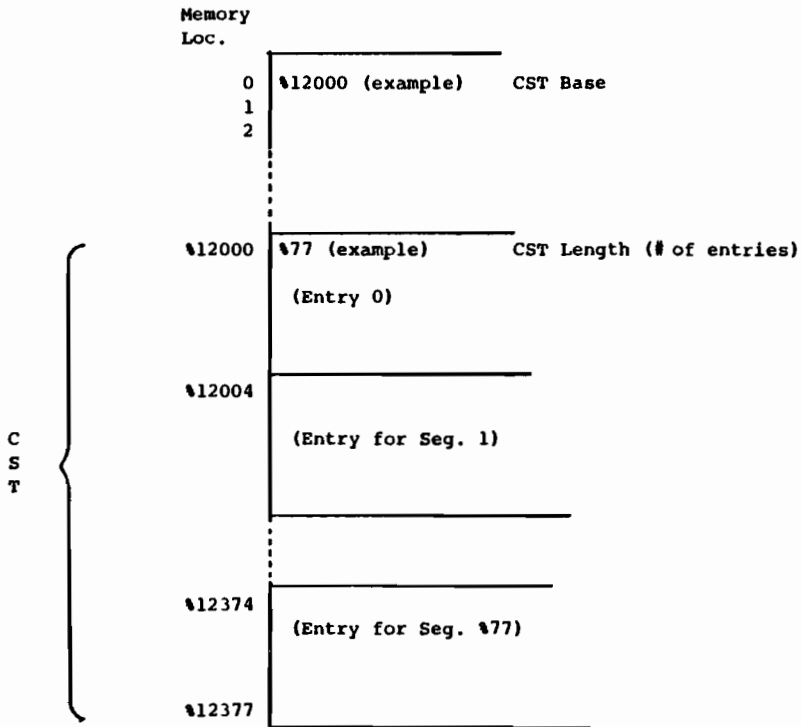 Memory
Loc.
0 %12000 (example) CST Base
1
2
%12000 %77 (example) CST Length (# of entries)
(Entry 0)
%12004
(Entry for Seg. 1)
C
S
T
%12374
(Entry for Seg. %77)
%12377